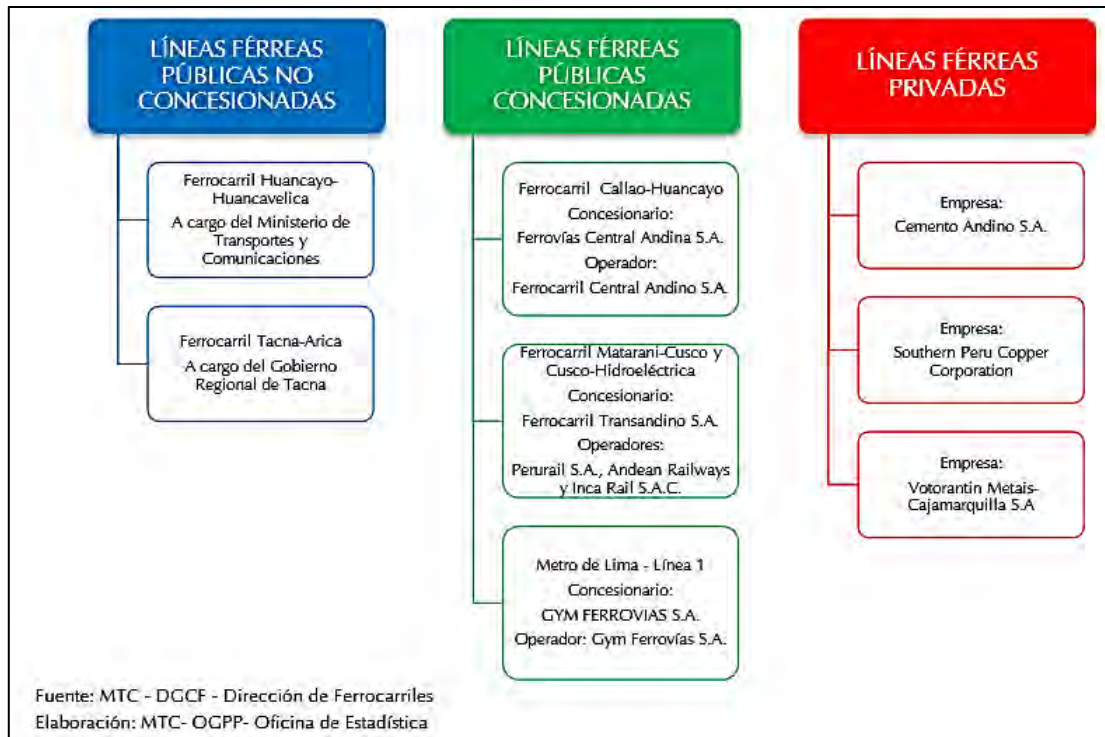 LÍNEAS FÉRREAS
PÚBLICAS NO
CONCESIONADAS
Ferrocarril Huancayo-
Huancavelica
A cargo del Ministerio de
Transportes y
Comunicaciones
Ferrocarril Tacna-Arica
A cargo del Gobierno
Regional de Tacna
LÍNEAS FÉRREAS
PÚBLICAS
CONCESIONADAS
Ferrocarril Callao-Huancayo
Concesionario:
Ferrovías Central Andina S.A.
Operador:
Ferrocarril Central Andino S.A.
Ferrocarril Matarani-Cusco y
Cusco-Hidroeléctrica
Concesionario:
Ferrocarril Transandino S.A.
Operadores:
Perurail S.A., Andean Railways
y Inca Rail S.A.C.
Metro de Lima - Línea 1
Concesionario:
GYM FERROVIAS S.A.
Operador: Gym Ferrovías S.A.
LÍNEAS FÉRREAS
PRIVADAS
Empresa:
Cemento Andino S.A.
Empresa:
Southern Peru Copper
Corporation
Empresa:
Votorantin Metais-
Cajamarquilla S.A
Fuente: MTC - DGCF - Dirección de Ferrocarriles
Elaboración: MTC- OGPP- Oficina de Estadística